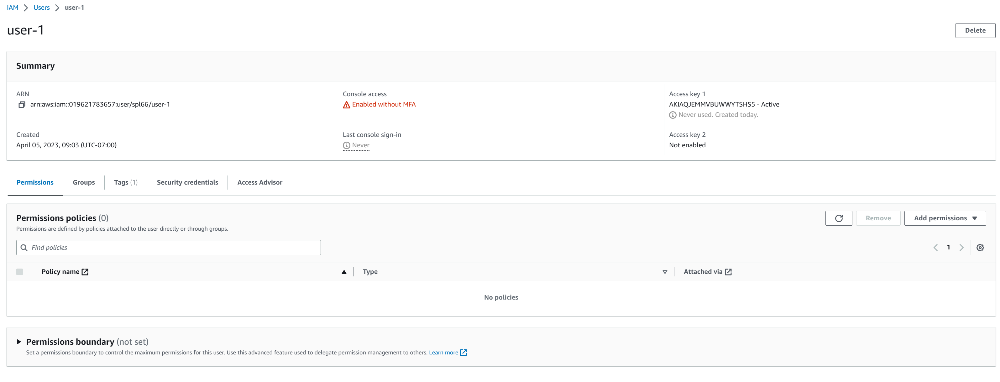 IAM > Users > user-1
user-1
Delete
Summary
ARN
arn:aws:iam::019621783657:user/spl66/user-1
Console access
Enabled without MFA
Access key 1
AKIAQJEMMVBUWWYTSHS5 - Active
Never used. Created today.
Created
April 05, 2023, 09:03 (UTC-07:00)
Last console sign-in
Never
Access key 2
Not enabled
Permissions
Groups
Tags (1)
Security credentials
Access Advisor
Permissions policies (0)
Permissions are defined by policies attached to the user directly or through groups.
Remove
Add permissions
Find policies
1
Policy name
Type
Attached via
No policies
Permissions boundary (not set)
Set a permissions boundary to control the maximum permissions for this user. Use this advanced feature used to delegate permission management to others. Learn more